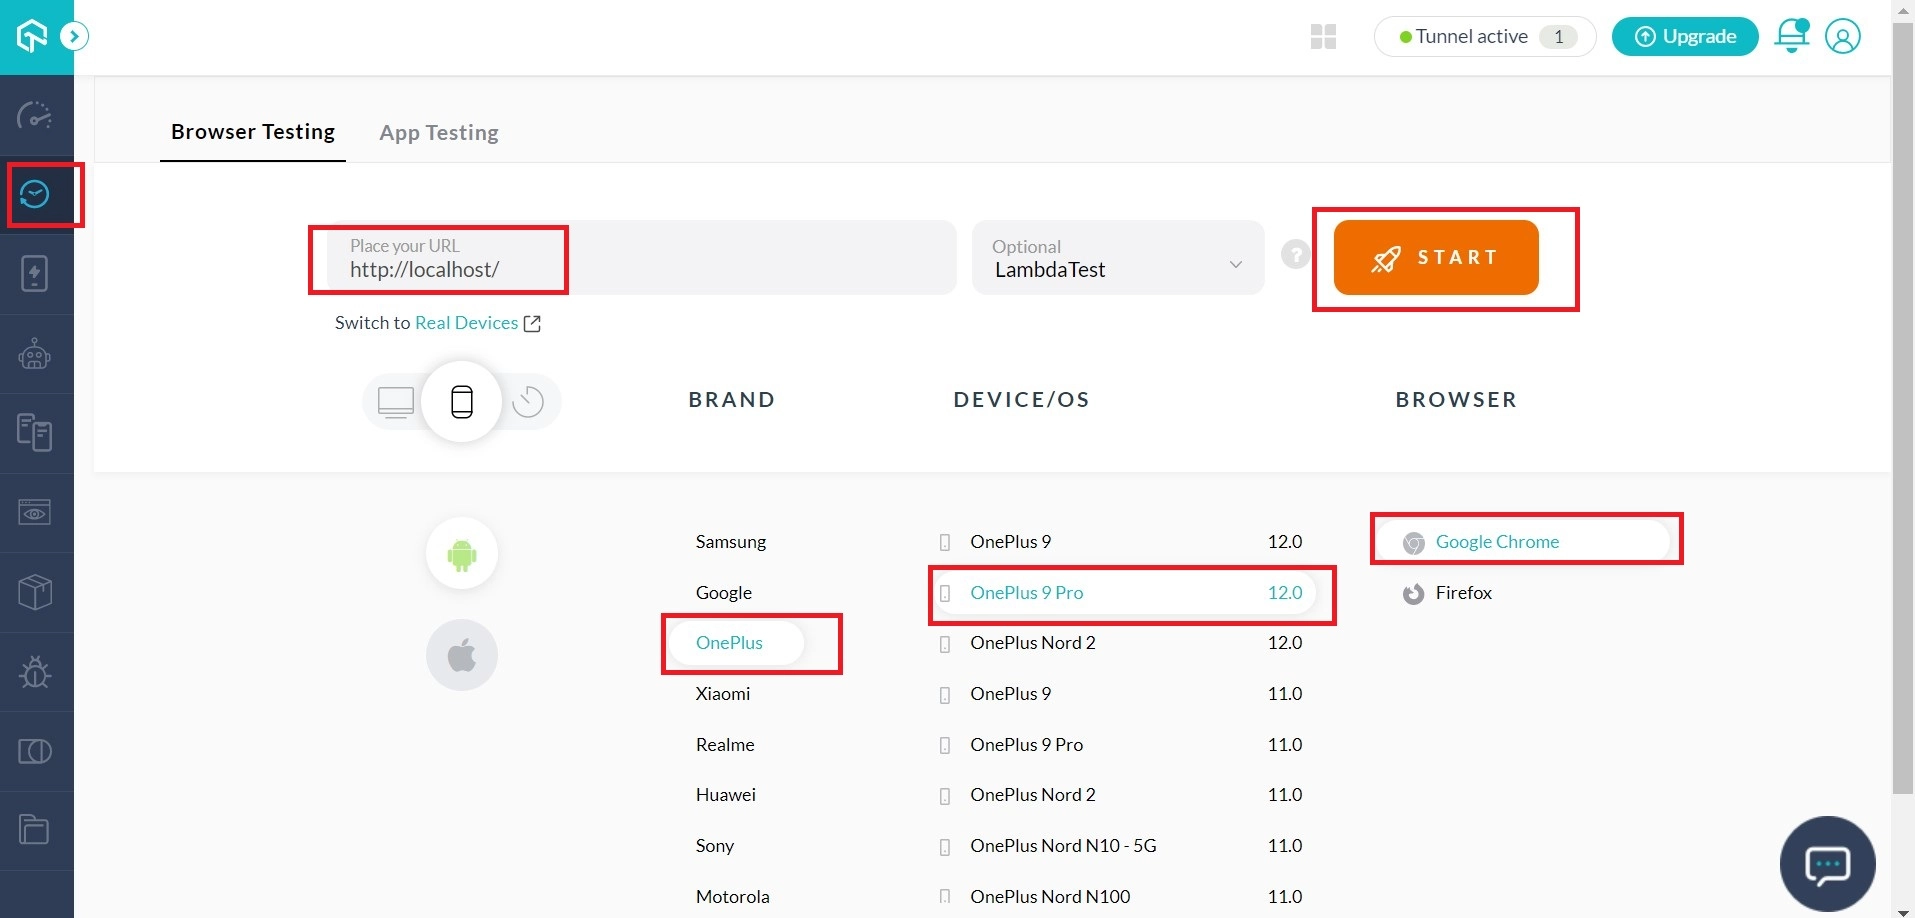 Tunnel active 1
Upgrade
Browser Testing
App Testing
Place your URL
http://localhost/
Optional
LambdaTest
?
START
Switch to Real Devices
BRAND
DEVICE/OS
BROWSER
Samsung
Google
OnePlus
Xiaomi
Realme
Huawei
Sony
Motorola
OnePlus 9 12.0
OnePlus 9 Pro 12.0
OnePlus Nord 2 12.0
OnePlus 9 11.0
OnePlus 9 Pro 11.0
OnePlus Nord 2 11.0
OnePlus Nord N10 - 5G 11.0
OnePlus Nord N100 11.0
Google Chrome
Firefox